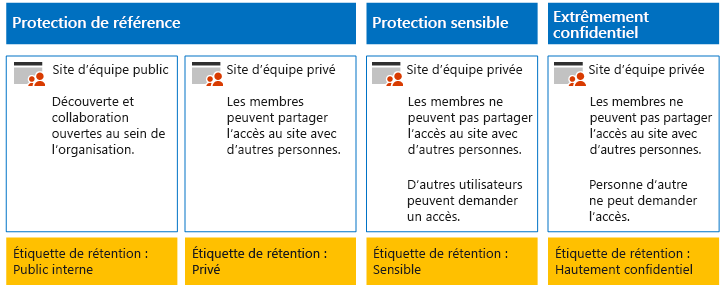 Protection de référence
Protection sensible
Extrêmement
confidentiel
Site d’équipe public
Découverte et
collaboration
ouvertes au sein de
l’organisation.
Site d’équipe privé
Les membres
peuvent partager
l’accès au site avec
d’autres personnes.
Site d’équipe privée
Les membres ne
peuvent pas partager
l’accès au site avec
d’autres personnes.
D’autres utilisateurs
peuvent demander
un accès.
Site d’équipe privée
Les membres ne
peuvent pas partager
l’accès au site avec
d’autres personnes.
Personne d’autre
ne peut demander
l’accès.
Étiquette de rétention :
Public interne
Étiquette de rétention :
Privé
Étiquette de rétention :
Sensible
Étiquette de rétention :
Hautement confidentiel